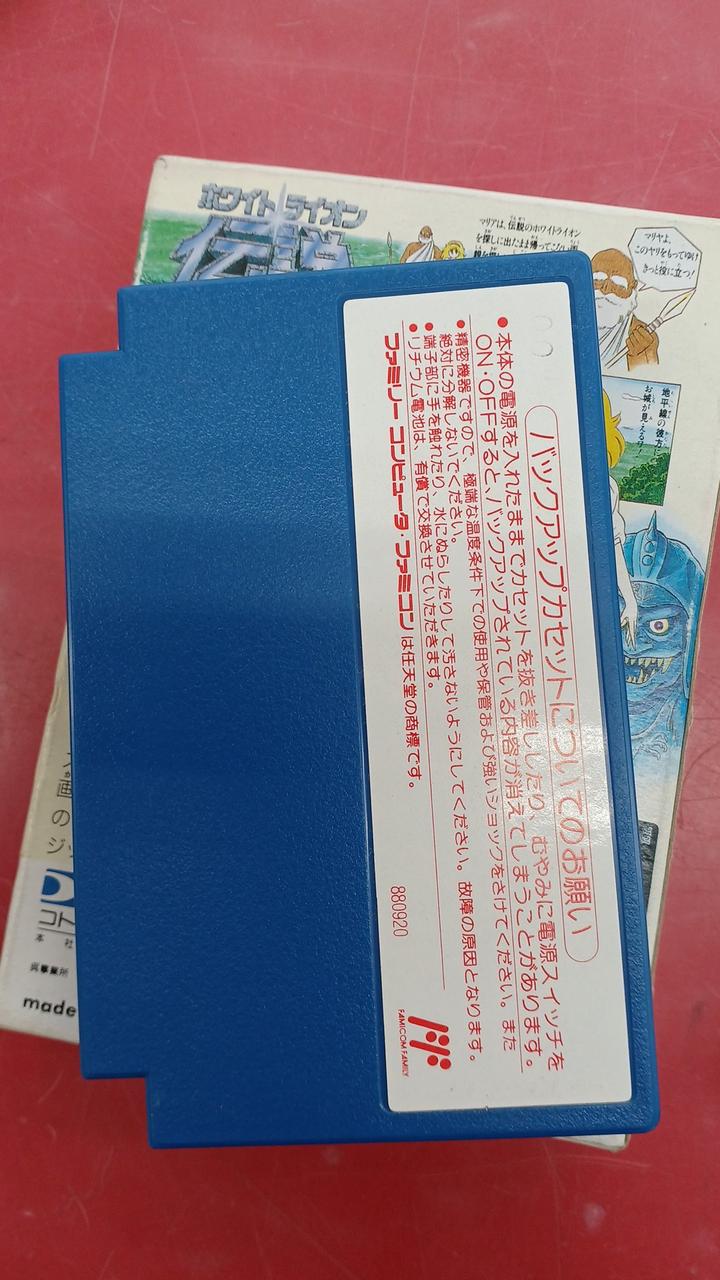 ホワイトライオン
伝説
マリアは、伝説のホワイトライオン
を探しに出たまま帰ってこない
マリヤよ、
このヤリをもってゆけ
きっと役に立つ!
地平線の彼方に
お城が見える!?
バックアップカセットについてのお願い
●本体の電源を入れたままでカセットを抜き差ししたり、むやみに電源スイッチを
ON・OFFすると、バックアップされている内容が消えてしまうことがあります。
●精密機器ですので、極端な温度条件下での使用や保管および強いショックをさけてください。また
絶対に分解しないでください。
●端子部に手を触れたり、水にぬらしたりして汚さないようにしてください。故障の原因となります。
●リチウム電池は、有償で交換させていただきます。
ファミリーコンピュータ・ファミコンは任天堂の商標です。
880920
FAMICOM FAMILY
画
の
ジ
コト
本 社
呉事業所
made